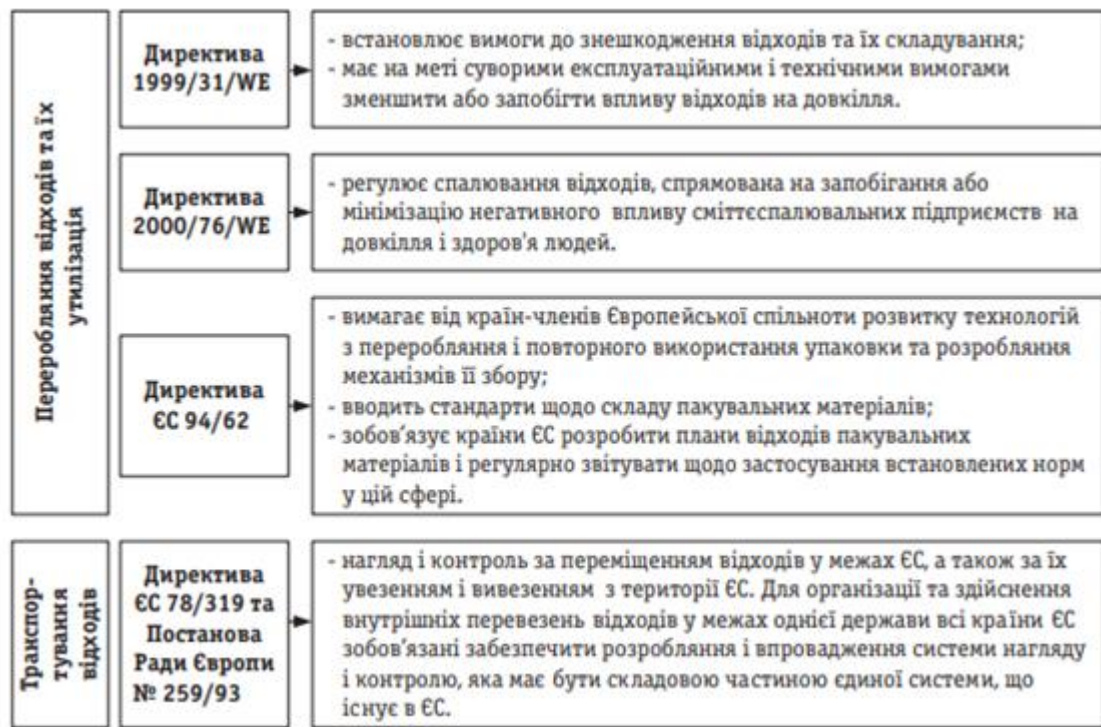 Перероблення відходів та їх
утилізація
Директива
1999/31/WE
- встановлює вимоги до знешкодження відходів та їх складування;
- має на меті суворими експлуатаційними і технічними вимогами
зменшити або запобігти впливу відходів на довкілля.
Директива
2000/76/WE
- регулює спалювання відходів, спрямована на запобігання або
мінімізацію негативного впливу сміттєспалювальних підприємств на
довкілля і здоров'я людей.
Директива
ЄС 94/62
- вимагає від країн-членів Європейської спільноти розвитку технологій
з перероблення і повторного використання упаковки та розроблення
механізмів її збору;
- вводить стандарти щодо складу пакувальних матеріалів;
- зобов'язує країни ЄС розробити плани відходів пакувальних
матеріалів і регулярно звітувати щодо застосування встановлених норм
у цій сфері.
Транспор-
тування
відходів
Директива
ЄС 78/319 та
Постанова
Ради Європи
№ 259/93
- нагляд і контроль за переміщенням відходів у межах ЄС, а також за їх
увезенням і вивезенням з території ЄС. Для організації та здійснення
внутрішніх перевезень відходів у межах однієї держави всі країни ЄС
зобов'язані забезпечити розробляння і впровадження системи нагляду
і контролю, яка має бути складовою частиною єдиної системи, що
існує в ЄС.